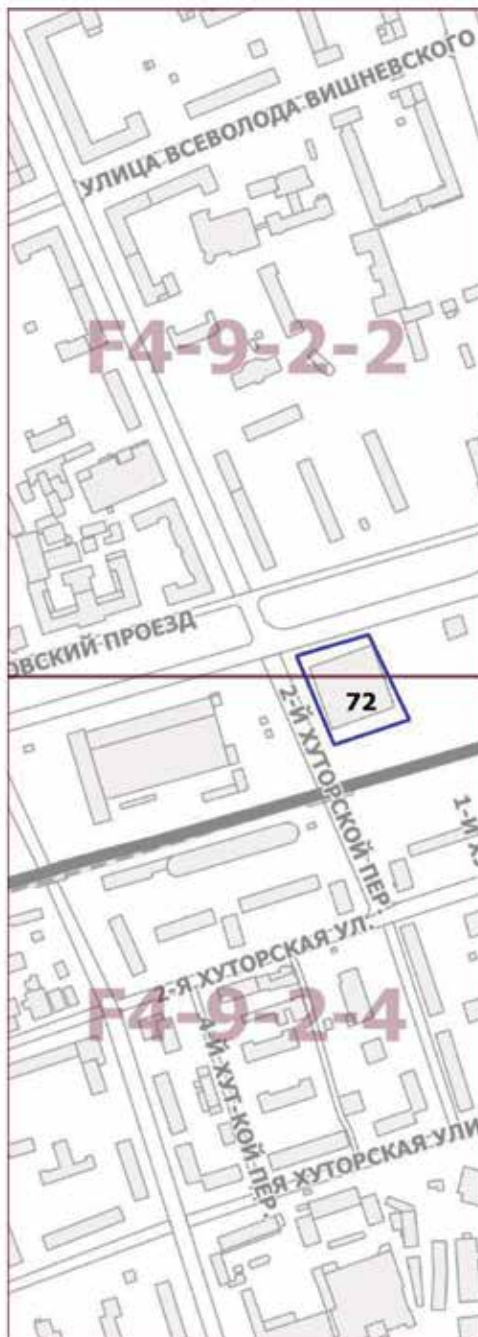 УЛИЦА ВСЕВОЛОДА ВИШНЕВСКОГО
F4-9-2-2
ОВСКИЙ ПРОЕЗД
72
2-Й ХУТОРСКОЙ ПЕР.
1-Й Х
2-Я ХУТОРСКАЯ УЛ.
F4-9-2-4
4-Й ХУТ-КОЙ ПЕР.
Я ХУТОРСКАЯ УЛИ